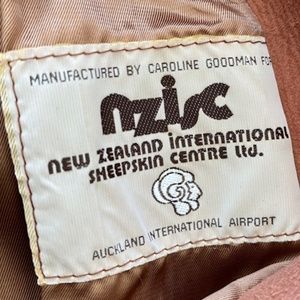 MANUFACTURED BY CAROLINE GOODMAN FOR
nzisc
NEW ZEALAND INTERNATIONAL
SHEEPSKIN CENTRE Ltd.
AUCKLAND INTERNATIONAL AIRPORT